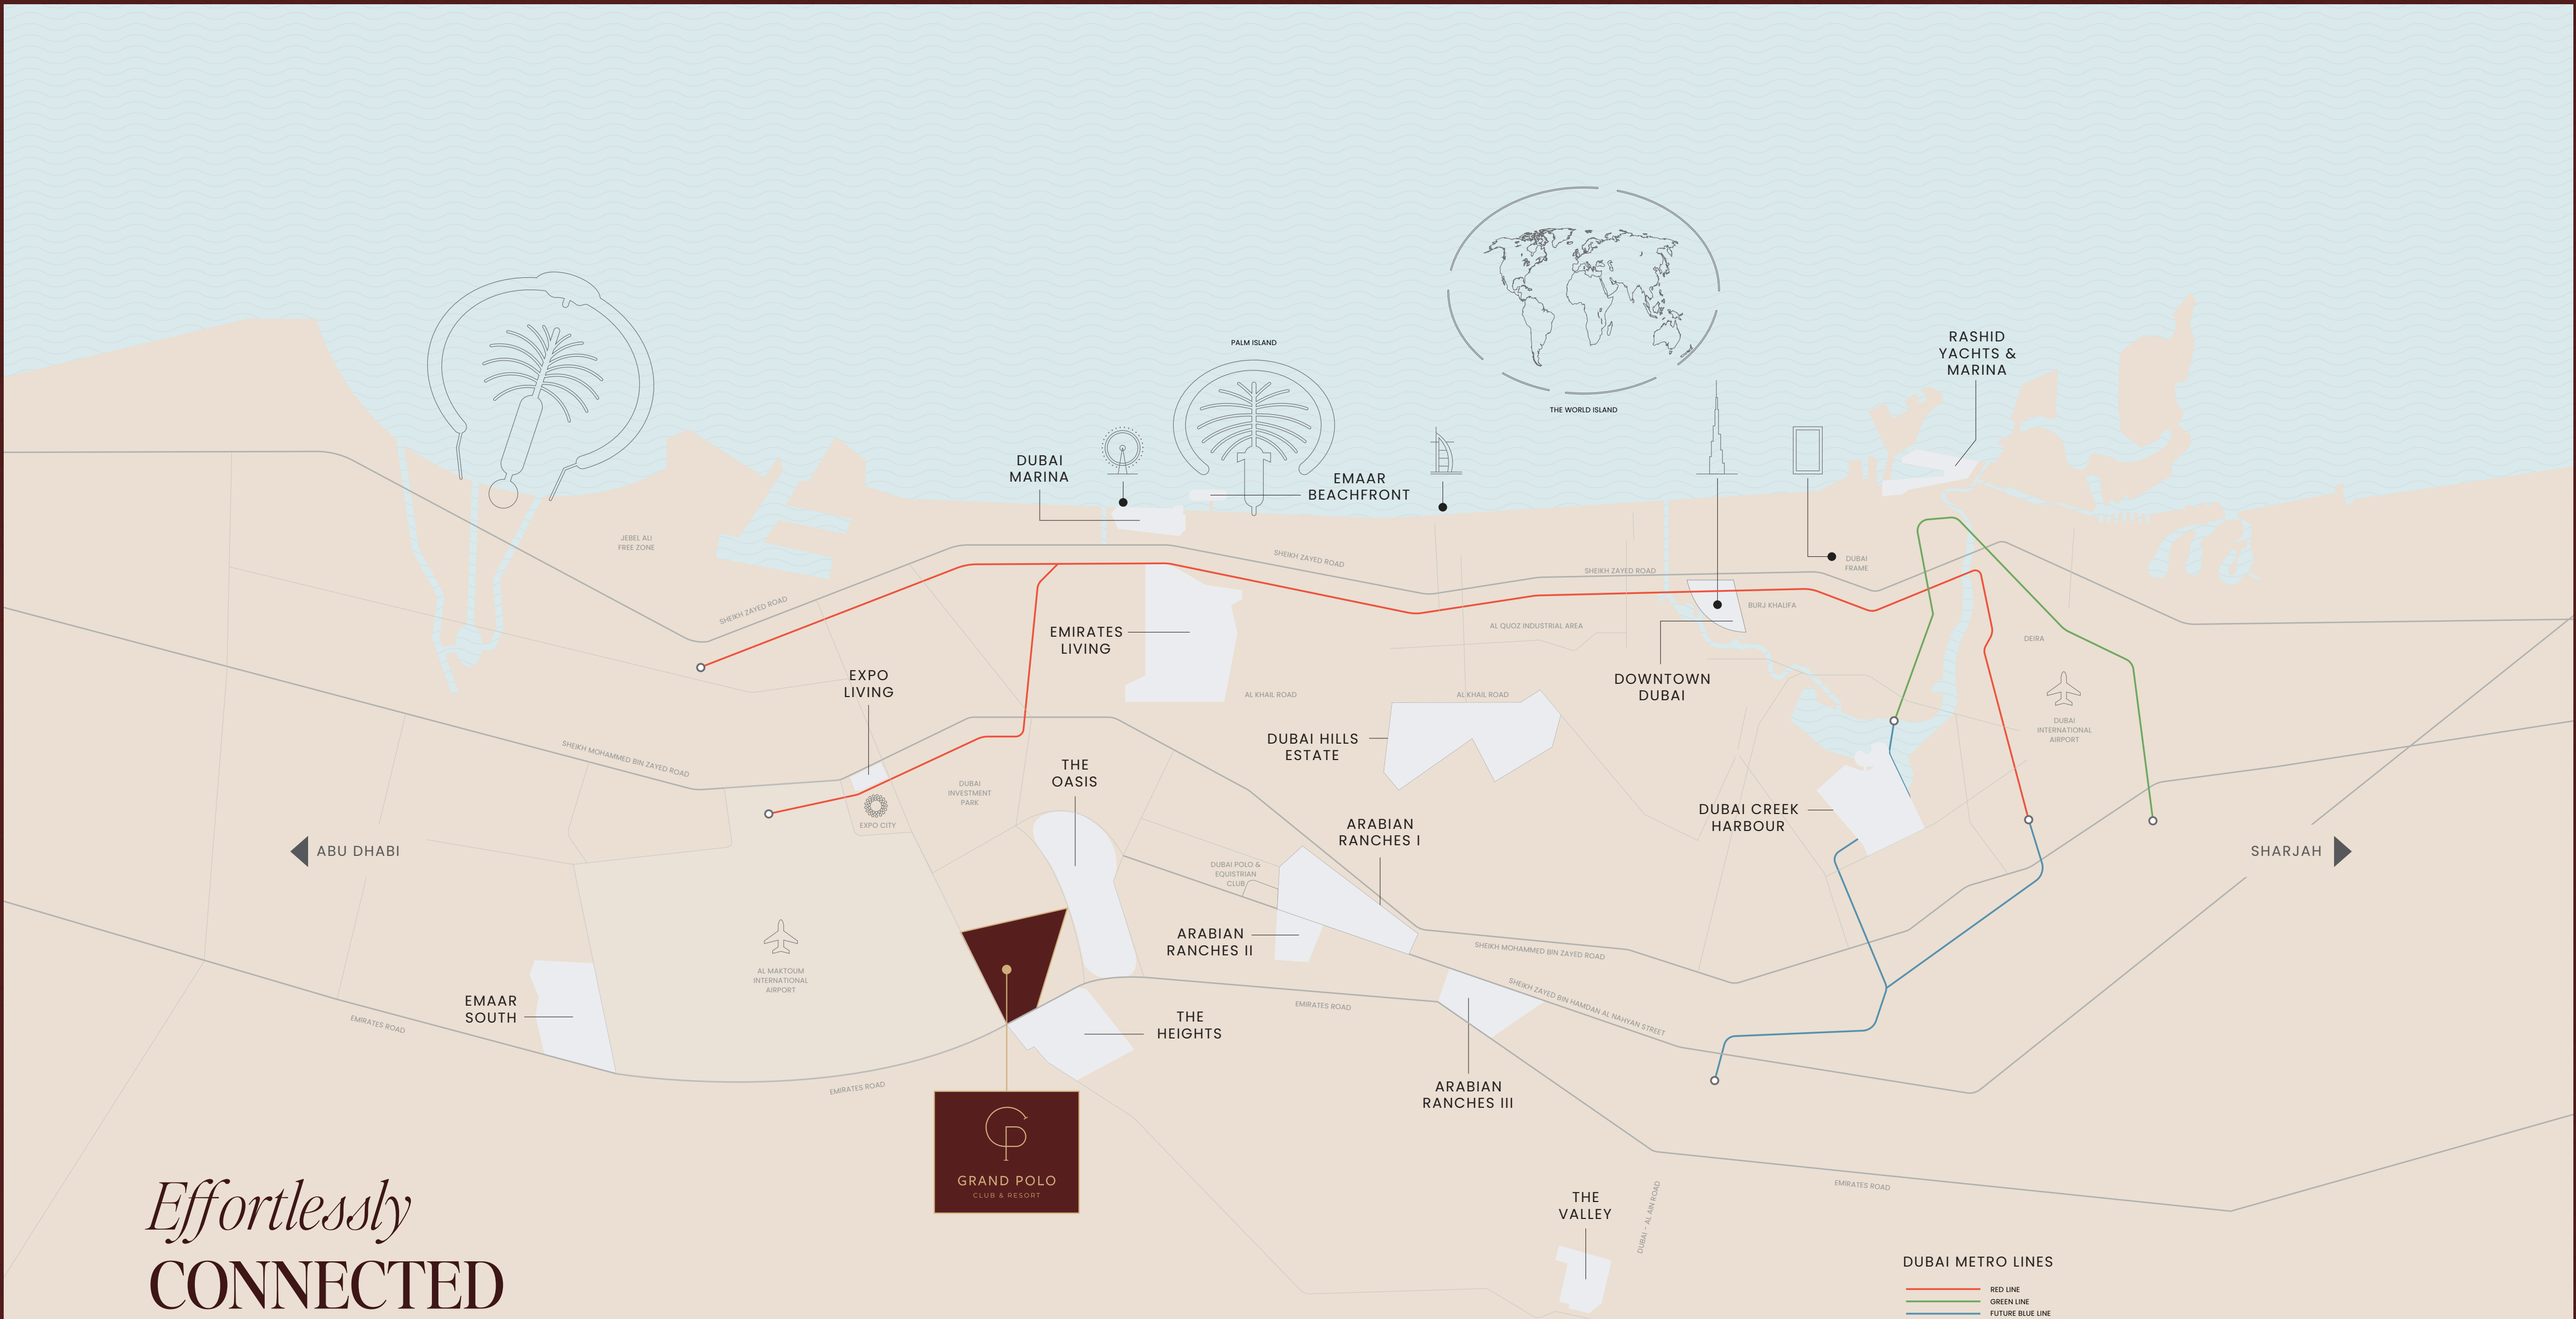 PALM ISLAND
THE WORLD ISLAND
RASHID
YACHTS &
MARINA
DUBAI
MARINA
EMAAR
BEACHFRONT
JEBEL ALI
FREE ZONE
SHEIKH ZAYED ROAD
SHEIKH ZAYED ROAD
SHEIKH ZAYED ROAD
DUBAI
FRAME
BURJ KHALIFA
AL QUOZ INDUSTRIAL AREA
DEIRA
EMIRATES
LIVING
EXPO
LIVING
AL KHAIL ROAD
AL KHAIL ROAD
DOWNTOWN
DUBAI
DUBAI
INTERNATIONAL
AIRPORT
DUBAI HILLS
ESTATE
SHEIKH MOHAMMED BIN ZAYED ROAD
THE
OASIS
DUBAI
INVESTMENT
PARK
EXPO CITY
DUBAI CREEK
HARBOUR
ARABIAN
RANCHES I
ABU DHABI
SHARJAH
DUBAI POLO &
EQUESTRIAN
CLUB
ARABIAN
RANCHES II
SHEIKH MOHAMMED BIN ZAYED ROAD
AL MAKTOUM
INTERNATIONAL
AIRPORT
SHEIKH ZAYED BIN HAMDAN AL NAHYAN STREET
EMAAR
SOUTH
EMIRATES ROAD
EMIRATES ROAD
THE
HEIGHTS
EMIRATES ROAD
ARABIAN
RANCHES III
GRAND POLO
CLUB & RESORT
EMIRATES ROAD
THE
VALLEY
DUBAI - AL AIN ROAD
Effortlessly
CONNECTED
DUBAI METRO LINES
RED LINE
GREEN LINE
FUTURE BLUE LINE